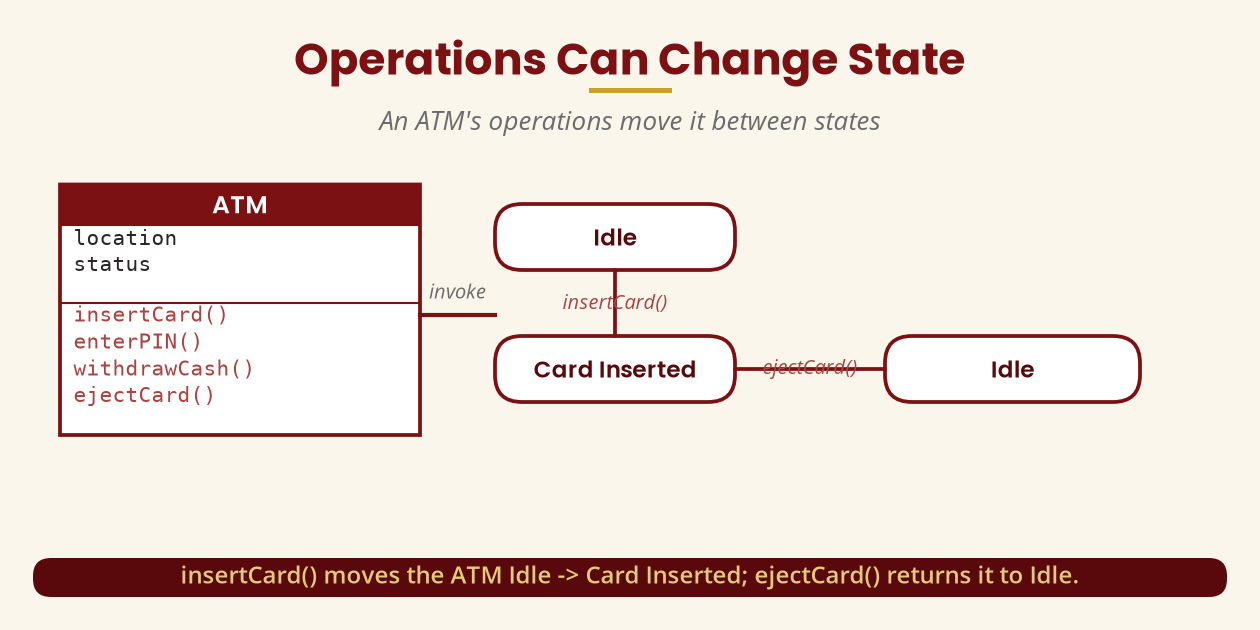 Operations Can Change State
An ATM's operations move it between states
ATM
location
status
insertCard()
enterPIN()
withdrawCash()
ejectCard()
invoke
Idle
insertCard()
Card Inserted
ejectCard()
Idle
insertCard() moves the ATM Idle -> Card Inserted; ejectCard() returns it to Idle.